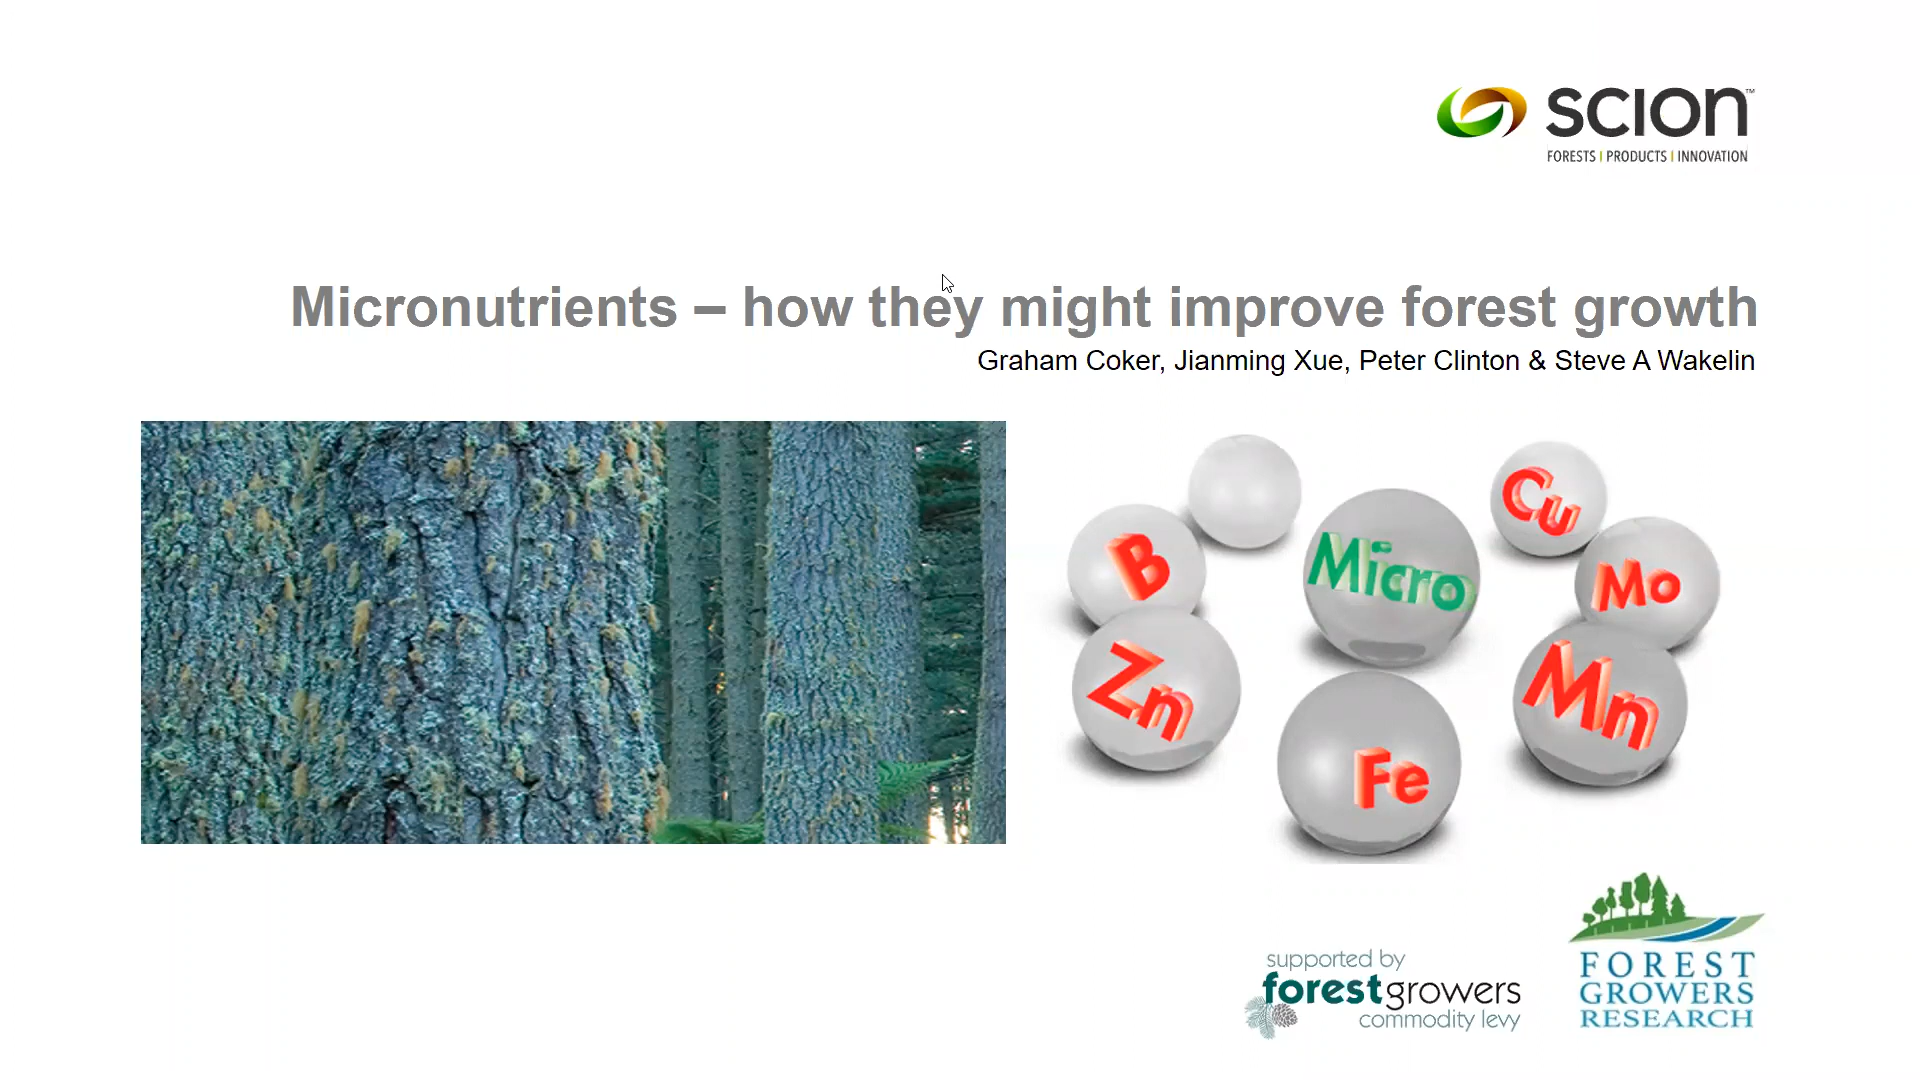 SCION™
FORESTS | PRODUCTS | INNOVATION
Micronutrients – how they might improve forest growth
Graham Coker, Jianming Xue, Peter Clinton & Steve A Wakelin
Cu
B
Micro
Mo
Zn
Mn
Fe
supported by
forestgrowers
commodity levy
FOREST
GROWERS
RESEARCH